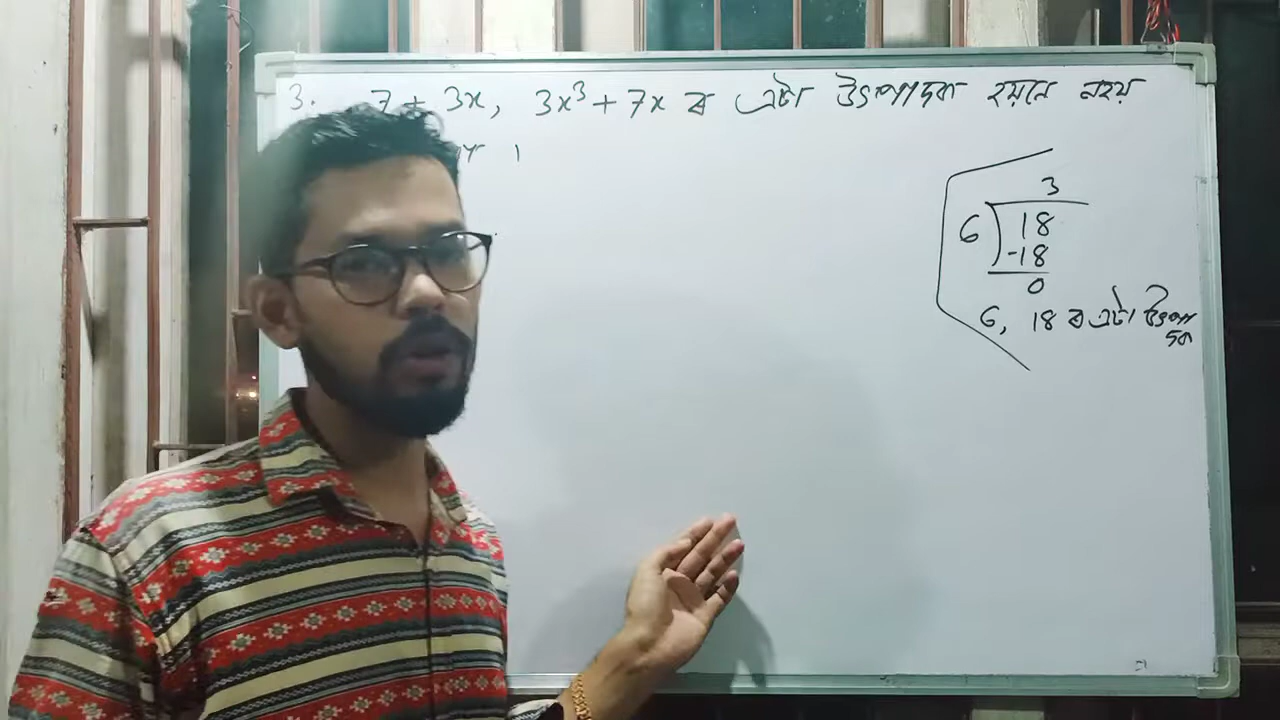 3. 7 + 3x, 3x³ + 7x ৰ এটা উৎপাদক হয়নে নহয়
।
3
6) 18
-18
0
6, 18 ৰ এটা উৎপা
দক